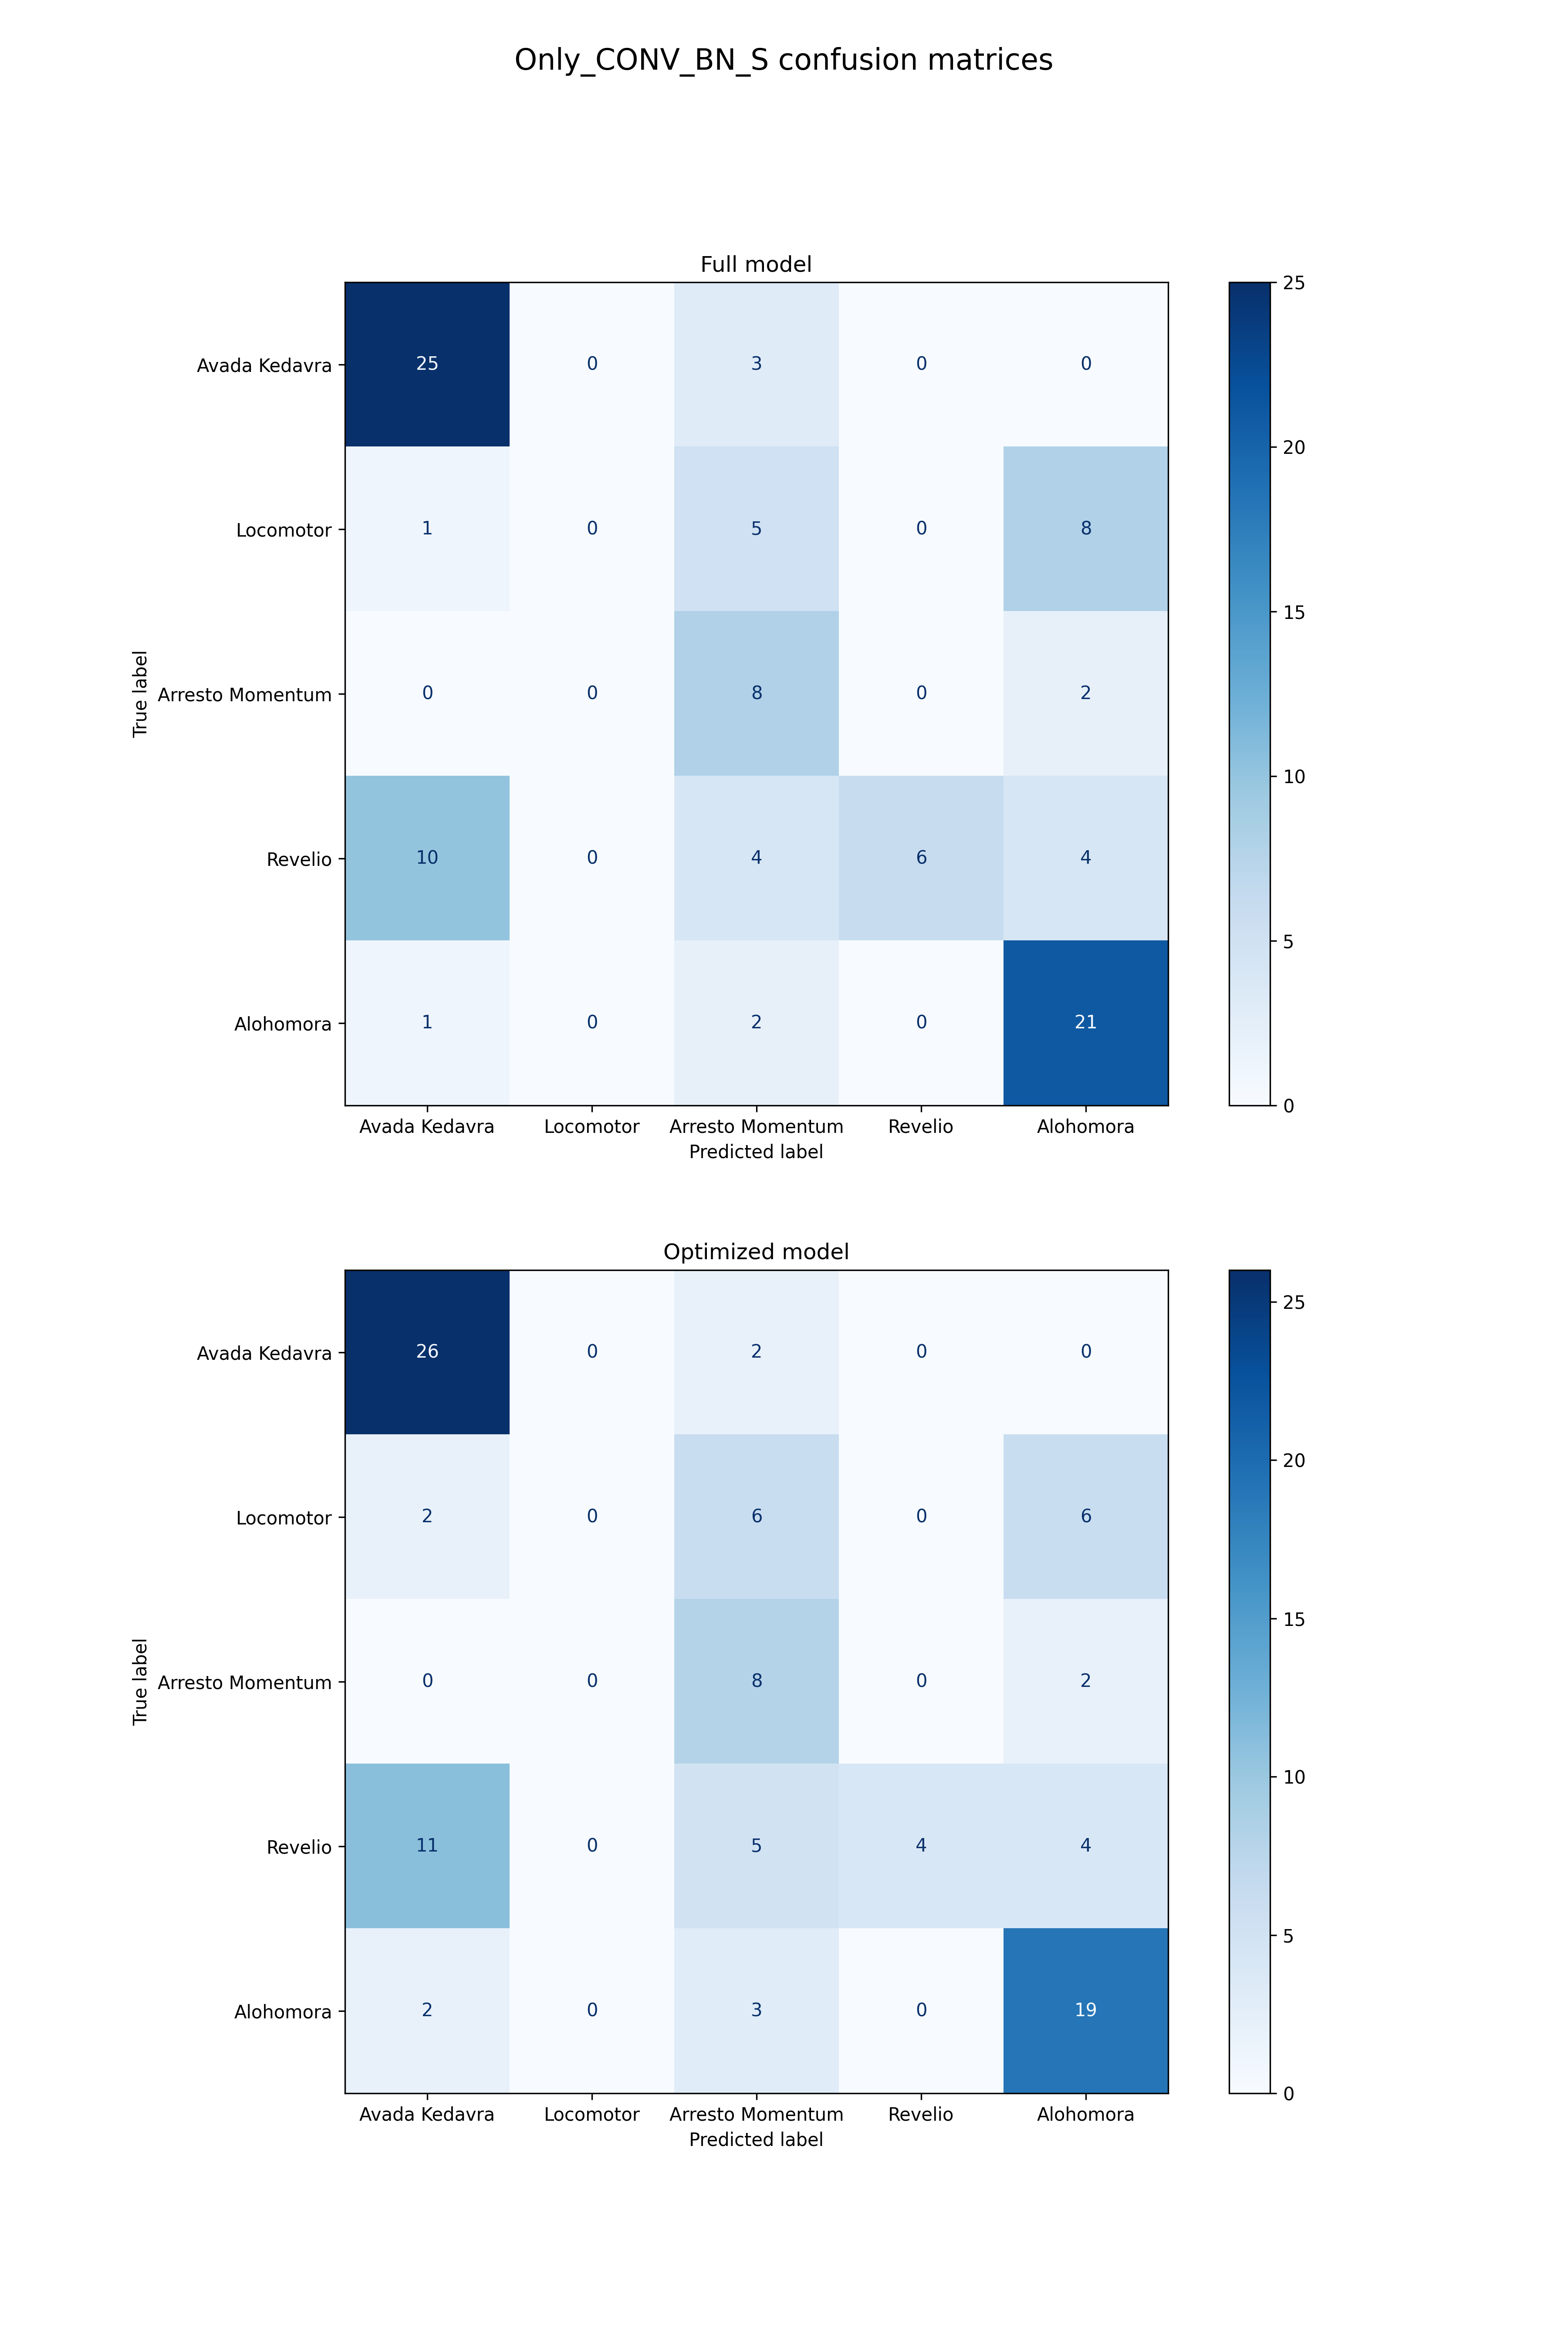 Only_CONV_BN_S confusion matrices
Full model
25
Avada Kedavra 25 0 3 0 0
20
Locomotor 1 0 5 0 8
15
True label
Arresto Momentum 0 0 8 0 2
10
Revelio 10 0 4 6 4
5
Alohomora 1 0 2 0 21
0
Avada Kedavra Locomotor Arresto Momentum Revelio Alohomora
Predicted label
Optimized model
25
Avada Kedavra 26 0 2 0 0
20
Locomotor 2 0 6 0 6
15
True label
Arresto Momentum 0 0 8 0 2
10
Revelio 11 0 5 4 4
5
Alohomora 2 0 3 0 19
0
Avada Kedavra Locomotor Arresto Momentum Revelio Alohomora
Predicted label